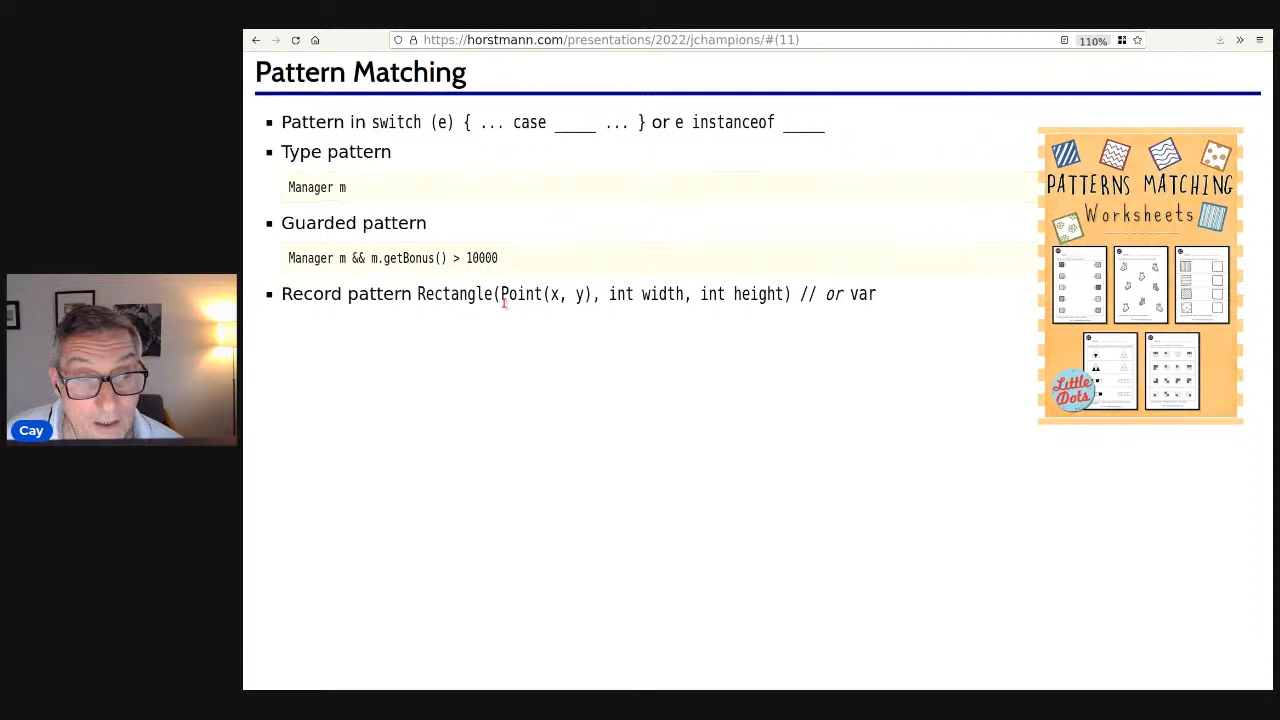 https://horstmann.com/presentations/2022/jchampions/#(11)
110%
Pattern Matching
Pattern in switch (e) { ... case _____ ... } or e instanceof _____
Type pattern
Manager m
Guarded pattern
Manager m && m.getBonus() > 10000
Record pattern Rectangle(Point(x, y), int width, int height) // or var
PATTERNS MATCHING
Worksheets
Little
Dots
Cay